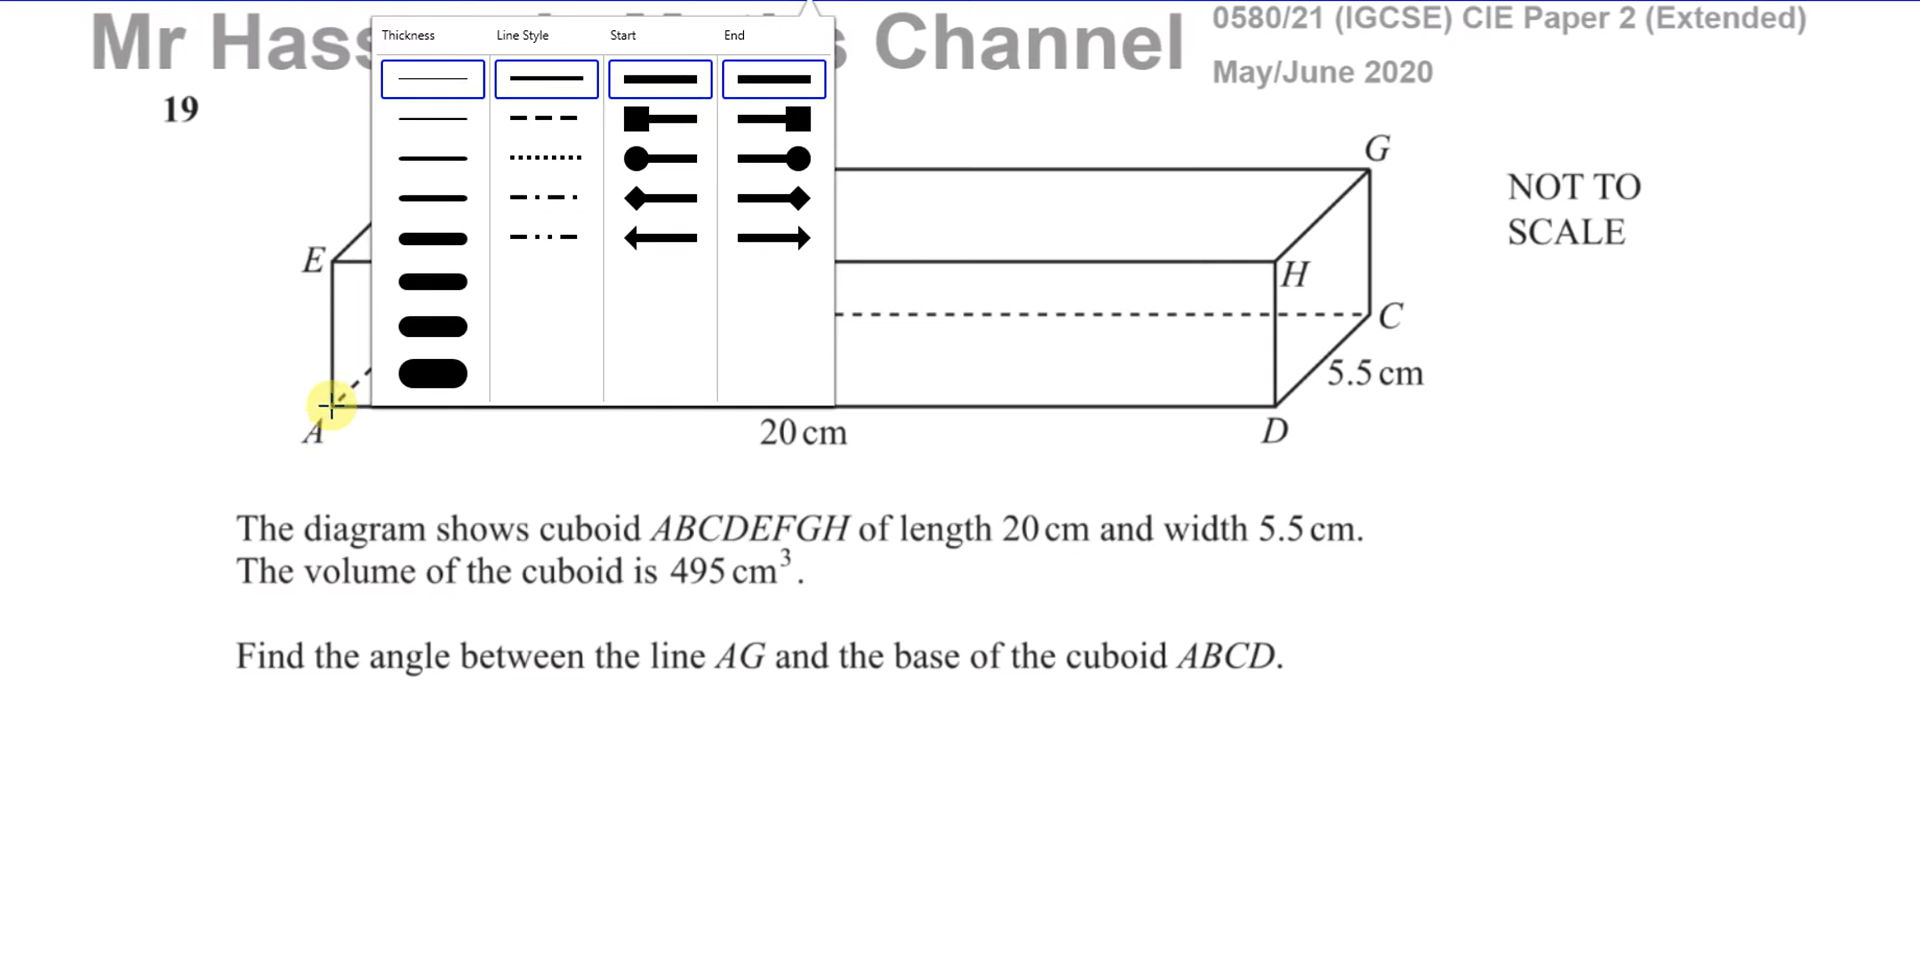 Mr Hass
s Channel
0580/21 (IGCSE) CIE Paper 2 (Extended)
May/June 2020
Thickness Line Style Start End
19
G
NOT TO
SCALE
E
H
C
5.5 cm
A
20 cm
D
The diagram shows cuboid ABCDEFGH of length 20 cm and width 5.5 cm.
The volume of the cuboid is 495 cm³.
Find the angle between the line AG and the base of the cuboid ABCD.